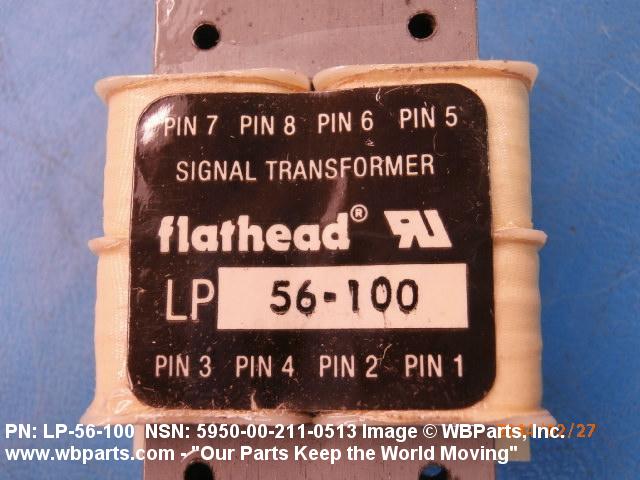 PIN 7 PIN 8 PIN 6 PIN 5
SIGNAL TRANSFORMER
flathead®
LP 56-100
PIN 3 PIN 4 PIN 2 PIN 1
PN: LP-56-100 NSN: 5950-00-211-0513 Image © WBParts, Inc.
www.wbparts.com - "Our Parts Keep the World Moving"